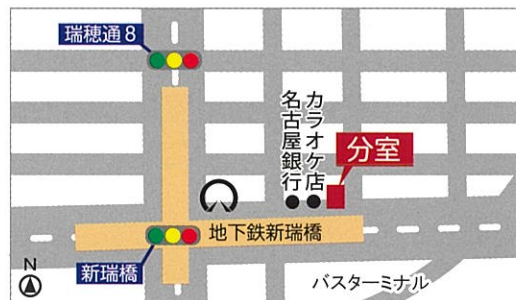 瑞穂通8
カラオケ店
名古屋銀行
分室
地下鉄新瑞橋
新瑞橋
バスターミナル
N